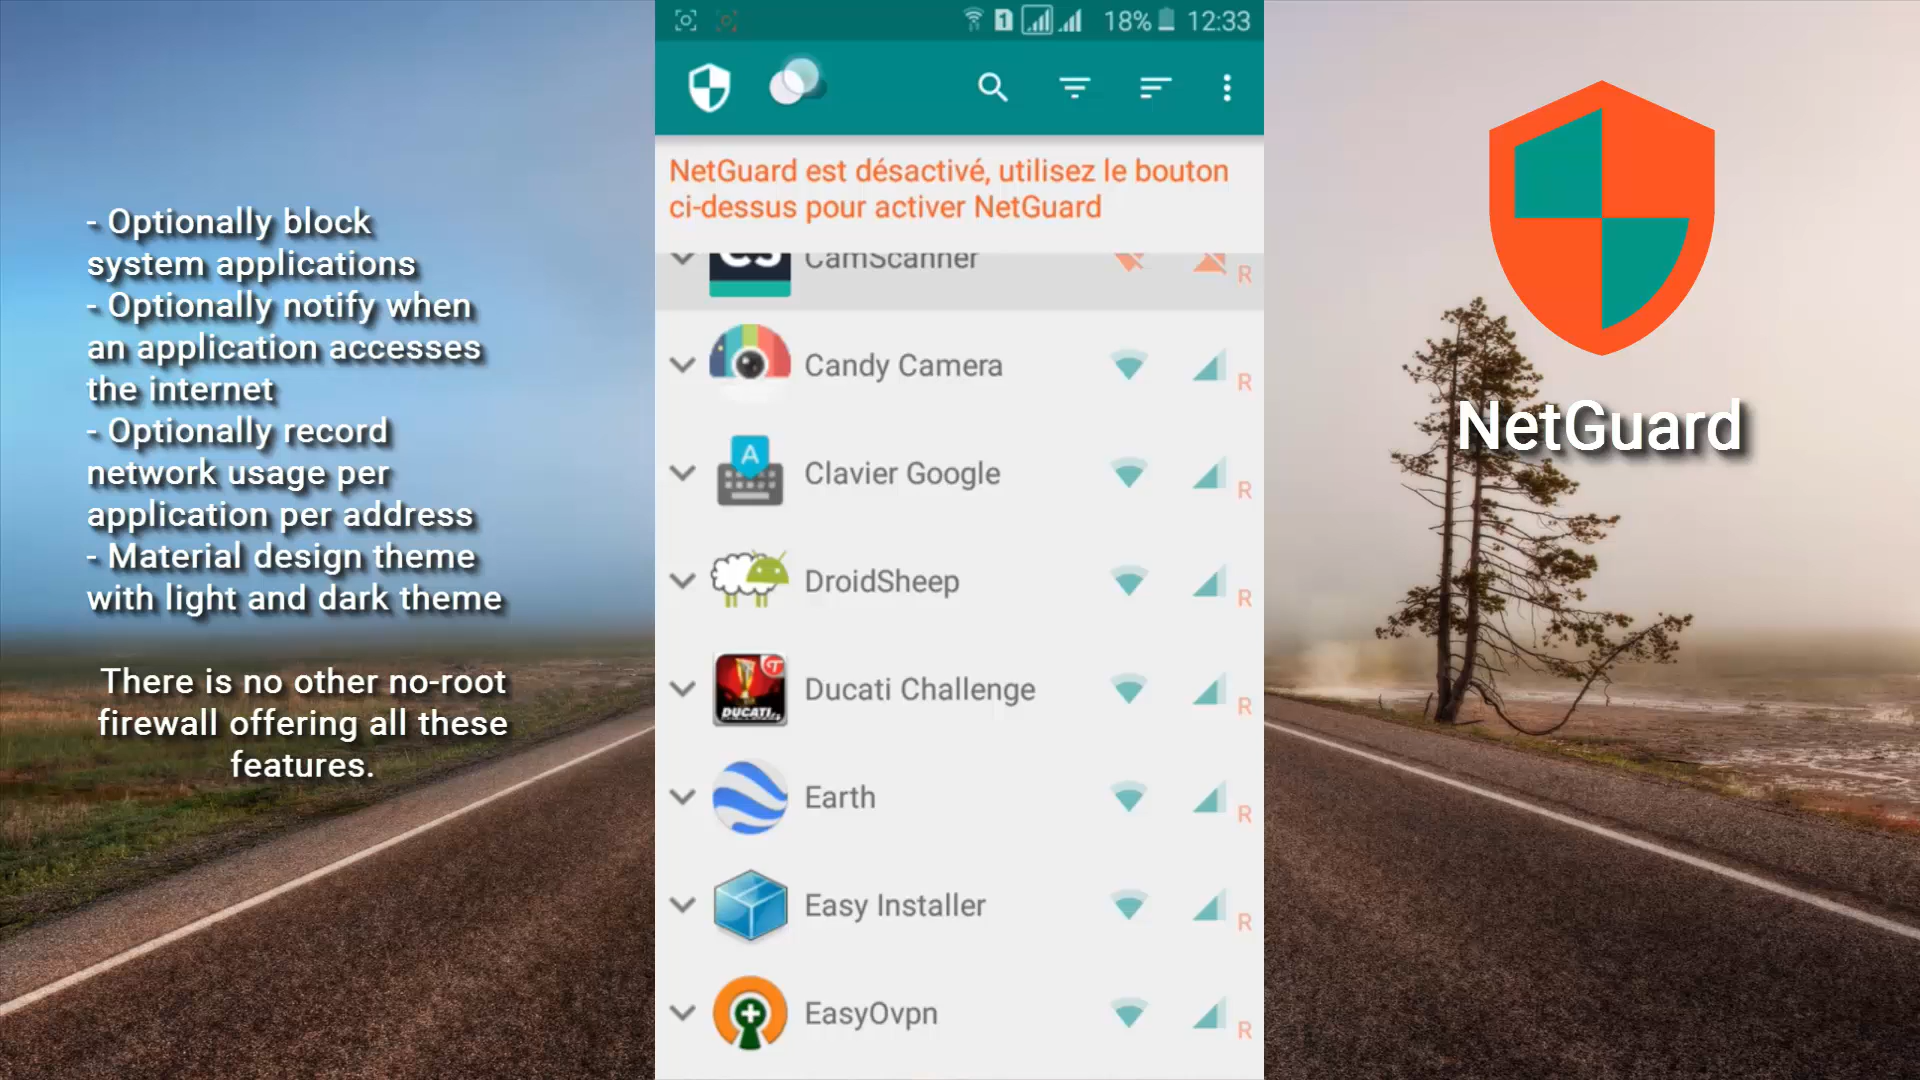 - Optionally block
system applications
- Optionally notify when
an application accesses
the internet
- Optionally record
network usage per
application per address
- Material design theme
with light and dark theme
There is no other no-root
firewall offering all these
features.
1
18%
12:33
NetGuard est désactivé, utilisez le bouton
ci-dessus pour activer NetGuard
CS
CamScanner
R
Candy Camera
R
A
Clavier Google
R
DroidSheep
R
DUCATI
Ducati Challenge
R
Earth
R
Easy Installer
R
EasyOvpn
R
NetGuard